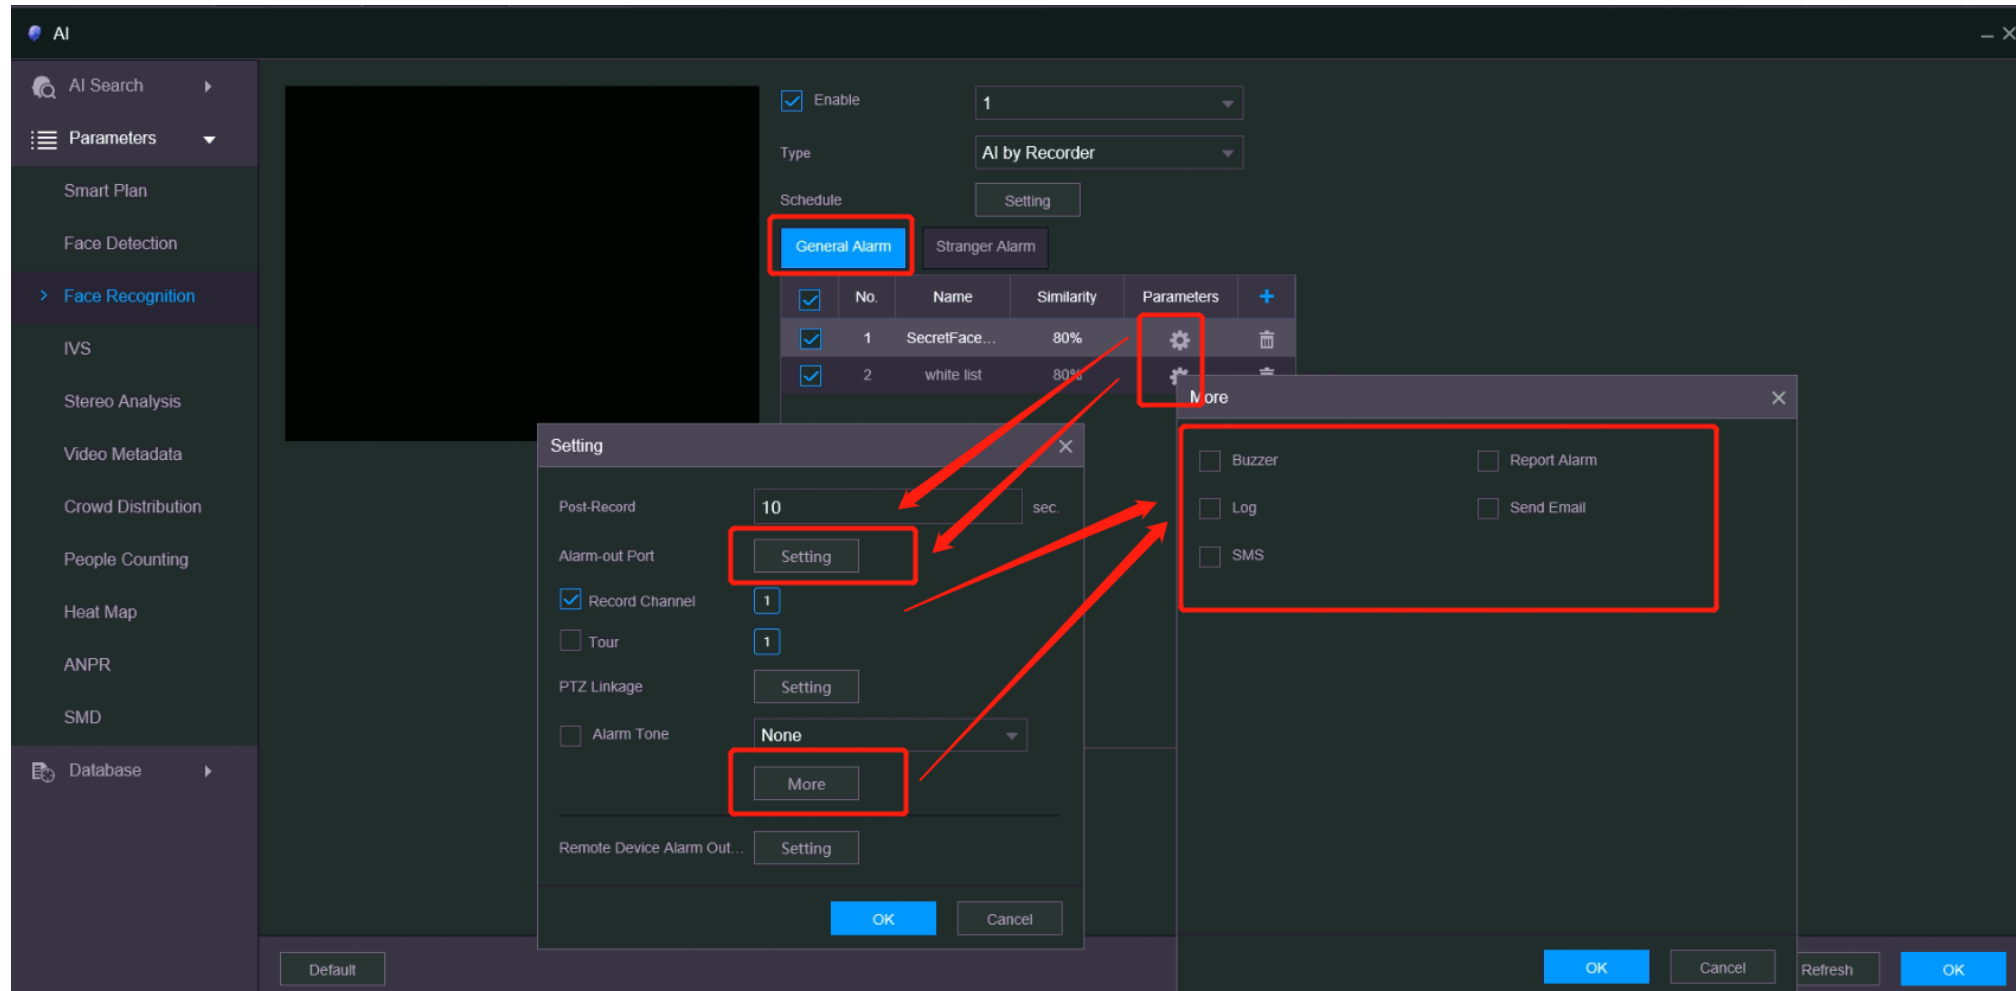 AI
AI Search
Parameters
Smart Plan
Face Detection
Face Recognition
IVS
Stereo Analysis
Video Metadata
Crowd Distribution
People Counting
Heat Map
ANPR
SMD
Database
Enable 1
Type AI by Recorder
Schedule Setting
General Alarm Stranger Alarm
No. Name Similarity Parameters
1 SecretFace... 80%
2 white list 80%
Setting
Post-Record 10 sec.
Alarm-out Port Setting
Record Channel 1
Tour 1
PTZ Linkage Setting
Alarm Tone None
More
Remote Device Alarm Out... Setting
OK Cancel
More
Buzzer Report Alarm
Log Send Email
SMS
OK Cancel
Default Refresh OK